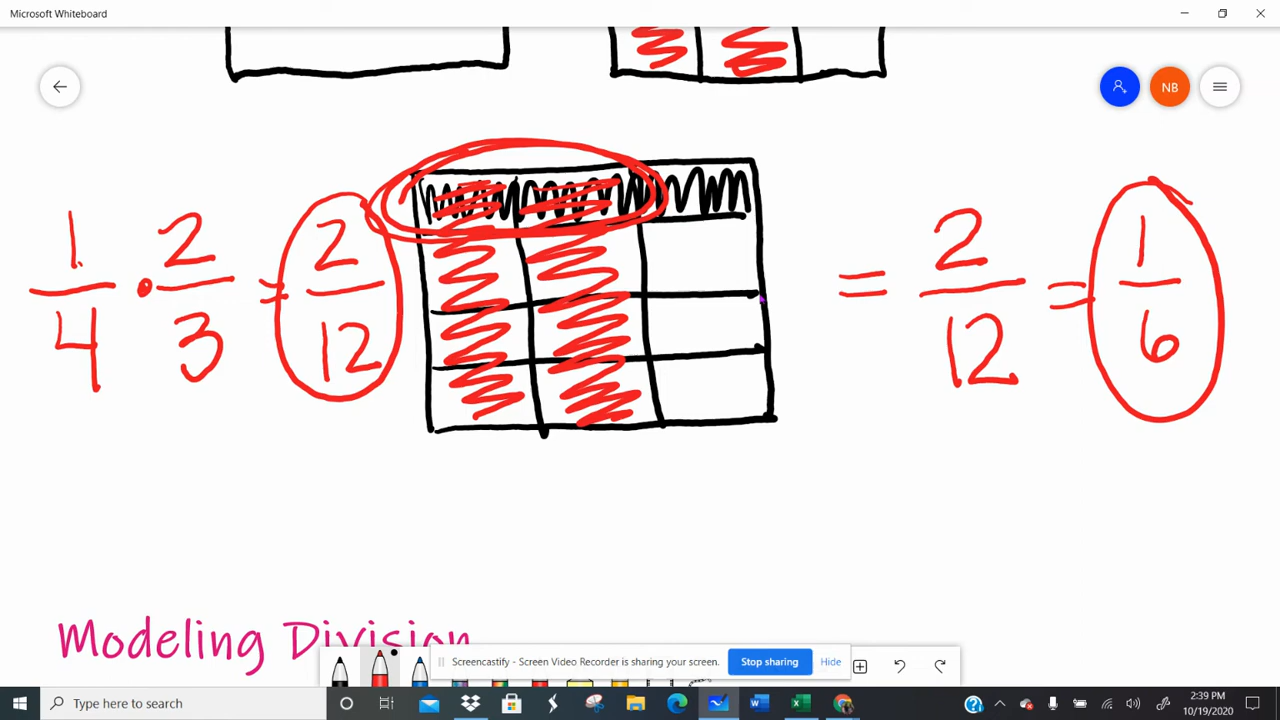 Microsoft Whiteboard
NB
1/4 · 2/3 = 2/12 = 2/12 = 1/6
Modeling Division
Screencastify - Screen Video Recorder is sharing your screen.
Stop sharing
Hide
Type here to search
2:39 PM
10/19/2020